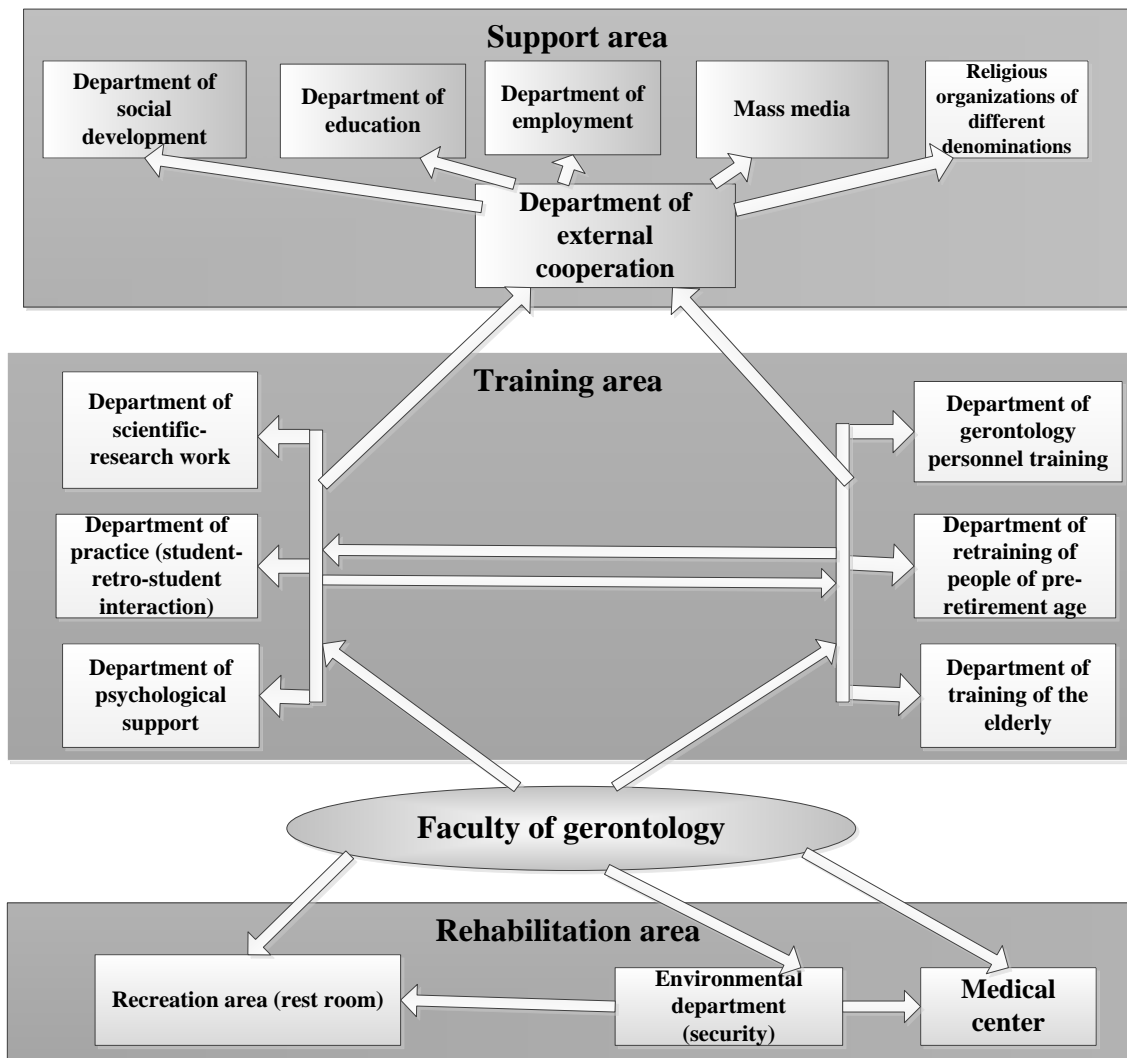 Support area
Department of
social
development
Department of
education
Department of
employment
Mass media
Religious
organizations of
different
denominations
Department of
external
cooperation
Training area
Department of
scientific-
research work
Department of
practice (student-
retro-student
interaction)
Department of
psychological
support
Department of
gerontology
personnel training
Department of
retraining of
people of pre-
retirement age
Department of
training of the
elderly
Faculty of gerontology
Rehabilitation area
Recreation area (rest room)
Environmental
department
(security)
Medical
center